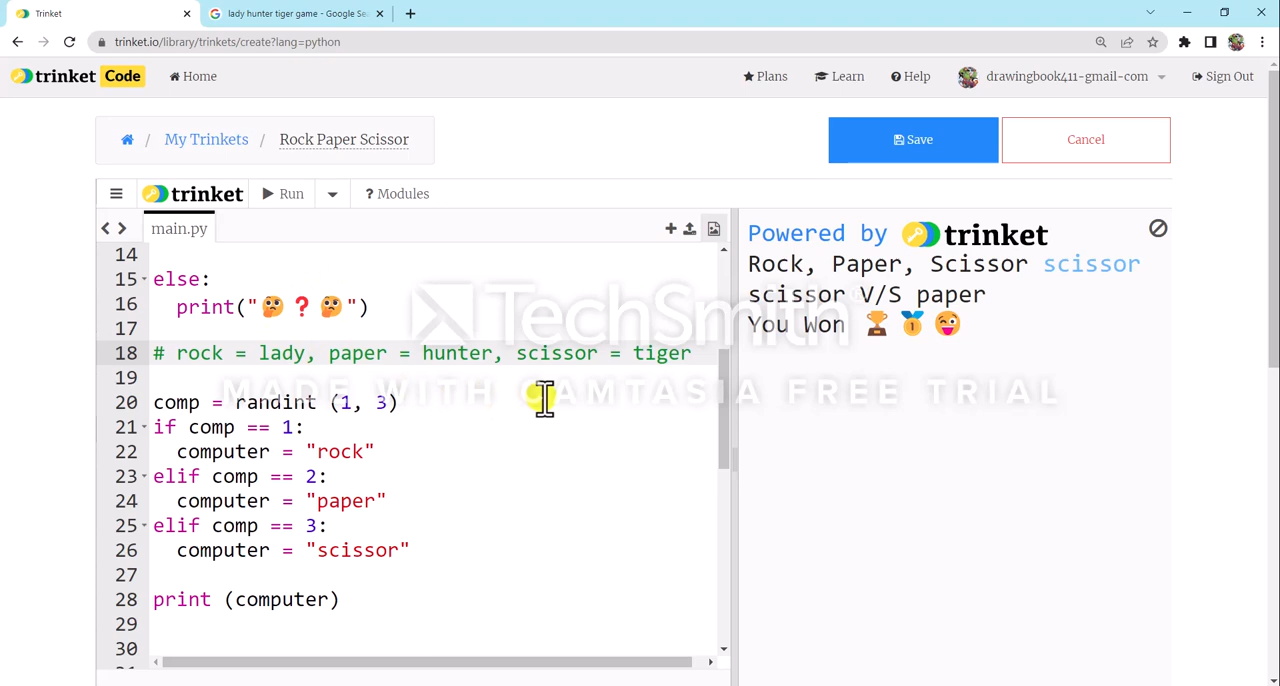 Trinket
lady hunter tiger game - Google Se
trinket.io/library/trinkets/create?lang=python
trinket Code Home Plans Learn Help drawingbook411-gmail-com Sign Out
/ My Trinkets / Rock Paper Scissor Save Cancel
trinket Run ? Modules
main.py
Powered by trinket
Rock, Paper, Scissor scissor
scissor V/S paper
You Won 🏆 🥇 😜
14
15 else:
16 print("🤔 ❓ 🤔")
17
18 # rock = lady, paper = hunter, scissor = tiger
19
20 comp = randint (1, 3)
21 if comp == 1:
22 computer = "rock"
23 elif comp == 2:
24 computer = "paper"
25 elif comp == 3:
26 computer = "scissor"
27
28 print (computer)
29
30
TechSmith
MADE WITH CAMTASIA FREE TRIAL